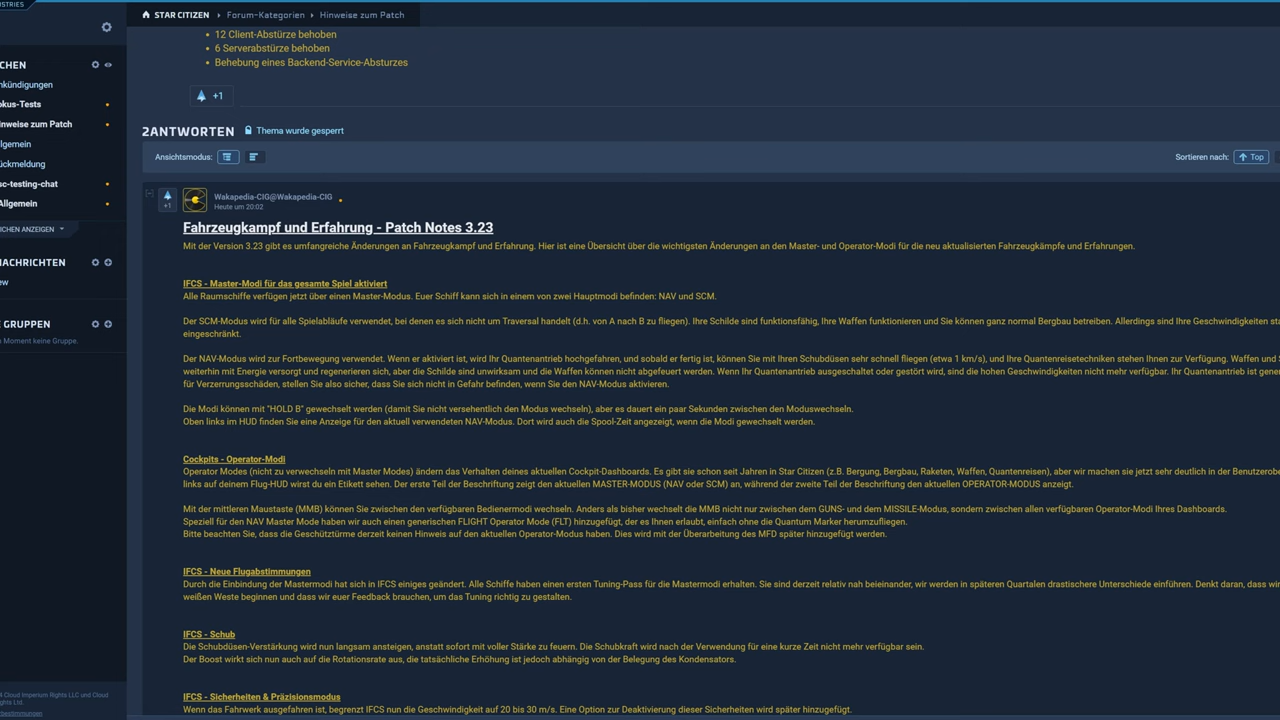 STRIES
STAR CITIZEN › Forum-Kategorien › Hinweise zum Patch
• 12 Client-Abstürze behoben
• 6 Serverabstürze behoben
• Behebung eines Backend-Service-Absturzes
+1
CHEN
nkündigungen
okus-Tests
inweise zum Patch
lgemein
ückmeldung
sc-testing-chat
Allgemein
ICHEN ANZEIGEN
NACHRICHTEN
ew
E GRUPPEN
n Moment keine Gruppe.
4 Cloud Imperium Rights LLC und Cloud
ghts Ltd.
bestimmungen
2ANTWORTEN Thema wurde gesperrt
Ansichtsmodus:
Sortieren nach: Top
+1
Wakapedia-CIG@Wakapedia-CIG
Heute um 20:02
Fahrzeugkampf und Erfahrung - Patch Notes 3.23
Mit der Version 3.23 gibt es umfangreiche Änderungen an Fahrzeugkampf und Erfahrung. Hier ist eine Übersicht über die wichtigsten Änderungen an den Master- und Operator-Modi für die neu aktualisierten Fahrzeugkämpfe und Erfahrungen.
IFCS - Master-Modi für das gesamte Spiel aktiviert
Alle Raumschiffe verfügen jetzt über einen Master-Modus. Euer Schiff kann sich in einem von zwei Hauptmodi befinden: NAV und SCM.
Der SCM-Modus wird für alle Spielabläufe verwendet, bei denen es sich nicht um Traversal handelt (d.h. von A nach B zu fliegen). Ihre Schilde sind funktionsfähig, Ihre Waffen funktionieren und Sie können ganz normal Bergbau betreiben. Allerdings sind Ihre Geschwindigkeiten sta
eingeschränkt.
Der NAV-Modus wird zur Fortbewegung verwendet. Wenn er aktiviert ist, wird Ihr Quantenantrieb hochgefahren, und sobald er fertig ist, können Sie mit Ihren Schubdüsen sehr schnell fliegen (etwa 1 km/s), und Ihre Quantenreisetechniken stehen Ihnen zur Verfügung. Waffen und S
weiterhin mit Energie versorgt und regenerieren sich, aber die Schilde sind unwirksam und die Waffen können nicht abgefeuert werden. Wenn Ihr Quantenantrieb ausgeschaltet oder gestört wird, sind die hohen Geschwindigkeiten nicht mehr verfügbar. Ihr Quantenantrieb ist gene
für Verzerrungsschäden, stellen Sie also sicher, dass Sie sich nicht in Gefahr befinden, wenn Sie den NAV-Modus aktivieren.
Die Modi können mit "HOLD B" gewechselt werden (damit Sie nicht versehentlich den Modus wechseln), aber es dauert ein paar Sekunden zwischen den Moduswechseln.
Oben links im HUD finden Sie eine Anzeige für den aktuell verwendeten NAV-Modus. Dort wird auch die Spool-Zeit angezeigt, wenn die Modi gewechselt werden.
Cockpits - Operator-Modi
Operator Modes (nicht zu verwechseln mit Master Modes) ändern das Verhalten deines aktuellen Cockpit-Dashboards. Es gibt sie schon seit Jahren in Star Citizen (z.B. Bergung, Bergbau, Raketen, Waffen, Quantenreisen), aber wir machen sie jetzt sehr deutlich in der Benutzerobe
links auf deinem Flug-HUD wirst du ein Etikett sehen. Der erste Teil der Beschriftung zeigt den aktuellen MASTER-MODUS (NAV oder SCM) an, während der zweite Teil der Beschriftung den aktuellen OPERATOR-MODUS anzeigt.
Mit der mittleren Maustaste (MMB) können Sie zwischen den verfügbaren Bedienermodi wechseln. Anders als bisher wechselt die MMB nicht nur zwischen dem GUNS- und dem MISSILE-Modus, sondern zwischen allen verfügbaren Operator-Modi Ihres Dashboards.
Speziell für den NAV Master Mode haben wir auch einen generischen FLIGHT Operator Mode (FLT) hinzugefügt, der es Ihnen erlaubt, einfach ohne die Quantum Marker herumzufliegen.
Bitte beachten Sie, dass die Geschütztürme derzeit keinen Hinweis auf den aktuellen Operator-Modus haben. Dies wird mit der Überarbeitung des MFD später hinzugefügt werden.
IFCS - Neue Flugabstimmungen
Durch die Einbindung der Mastermodi hat sich in IFCS einiges geändert. Alle Schiffe haben einen ersten Tuning-Pass für die Mastermodi erhalten. Sie sind derzeit relativ nah beieinander, wir werden in späteren Quartalen drastischere Unterschiede einführen. Denkt daran, dass wir
weißen Weste beginnen und dass wir euer Feedback brauchen, um das Tuning richtig zu gestalten.
IFCS - Schub
Die Schubdüsen-Verstärkung wird nun langsam ansteigen, anstatt sofort mit voller Stärke zu feuern. Die Schubkraft wird nach der Verwendung für eine kurze Zeit nicht mehr verfügbar sein.
Der Boost wirkt sich nun auch auf die Rotationsrate aus, die tatsächliche Erhöhung ist jedoch abhängig von der Belegung des Kondensators.
IFCS - Sicherheiten & Präzisionsmodus
Wenn das Fahrwerk ausgefahren ist, begrenzt IFCS nun die Geschwindigkeit auf 20 bis 30 m/s. Eine Option zur Deaktivierung dieser Sicherheiten wird später hinzugefügt.